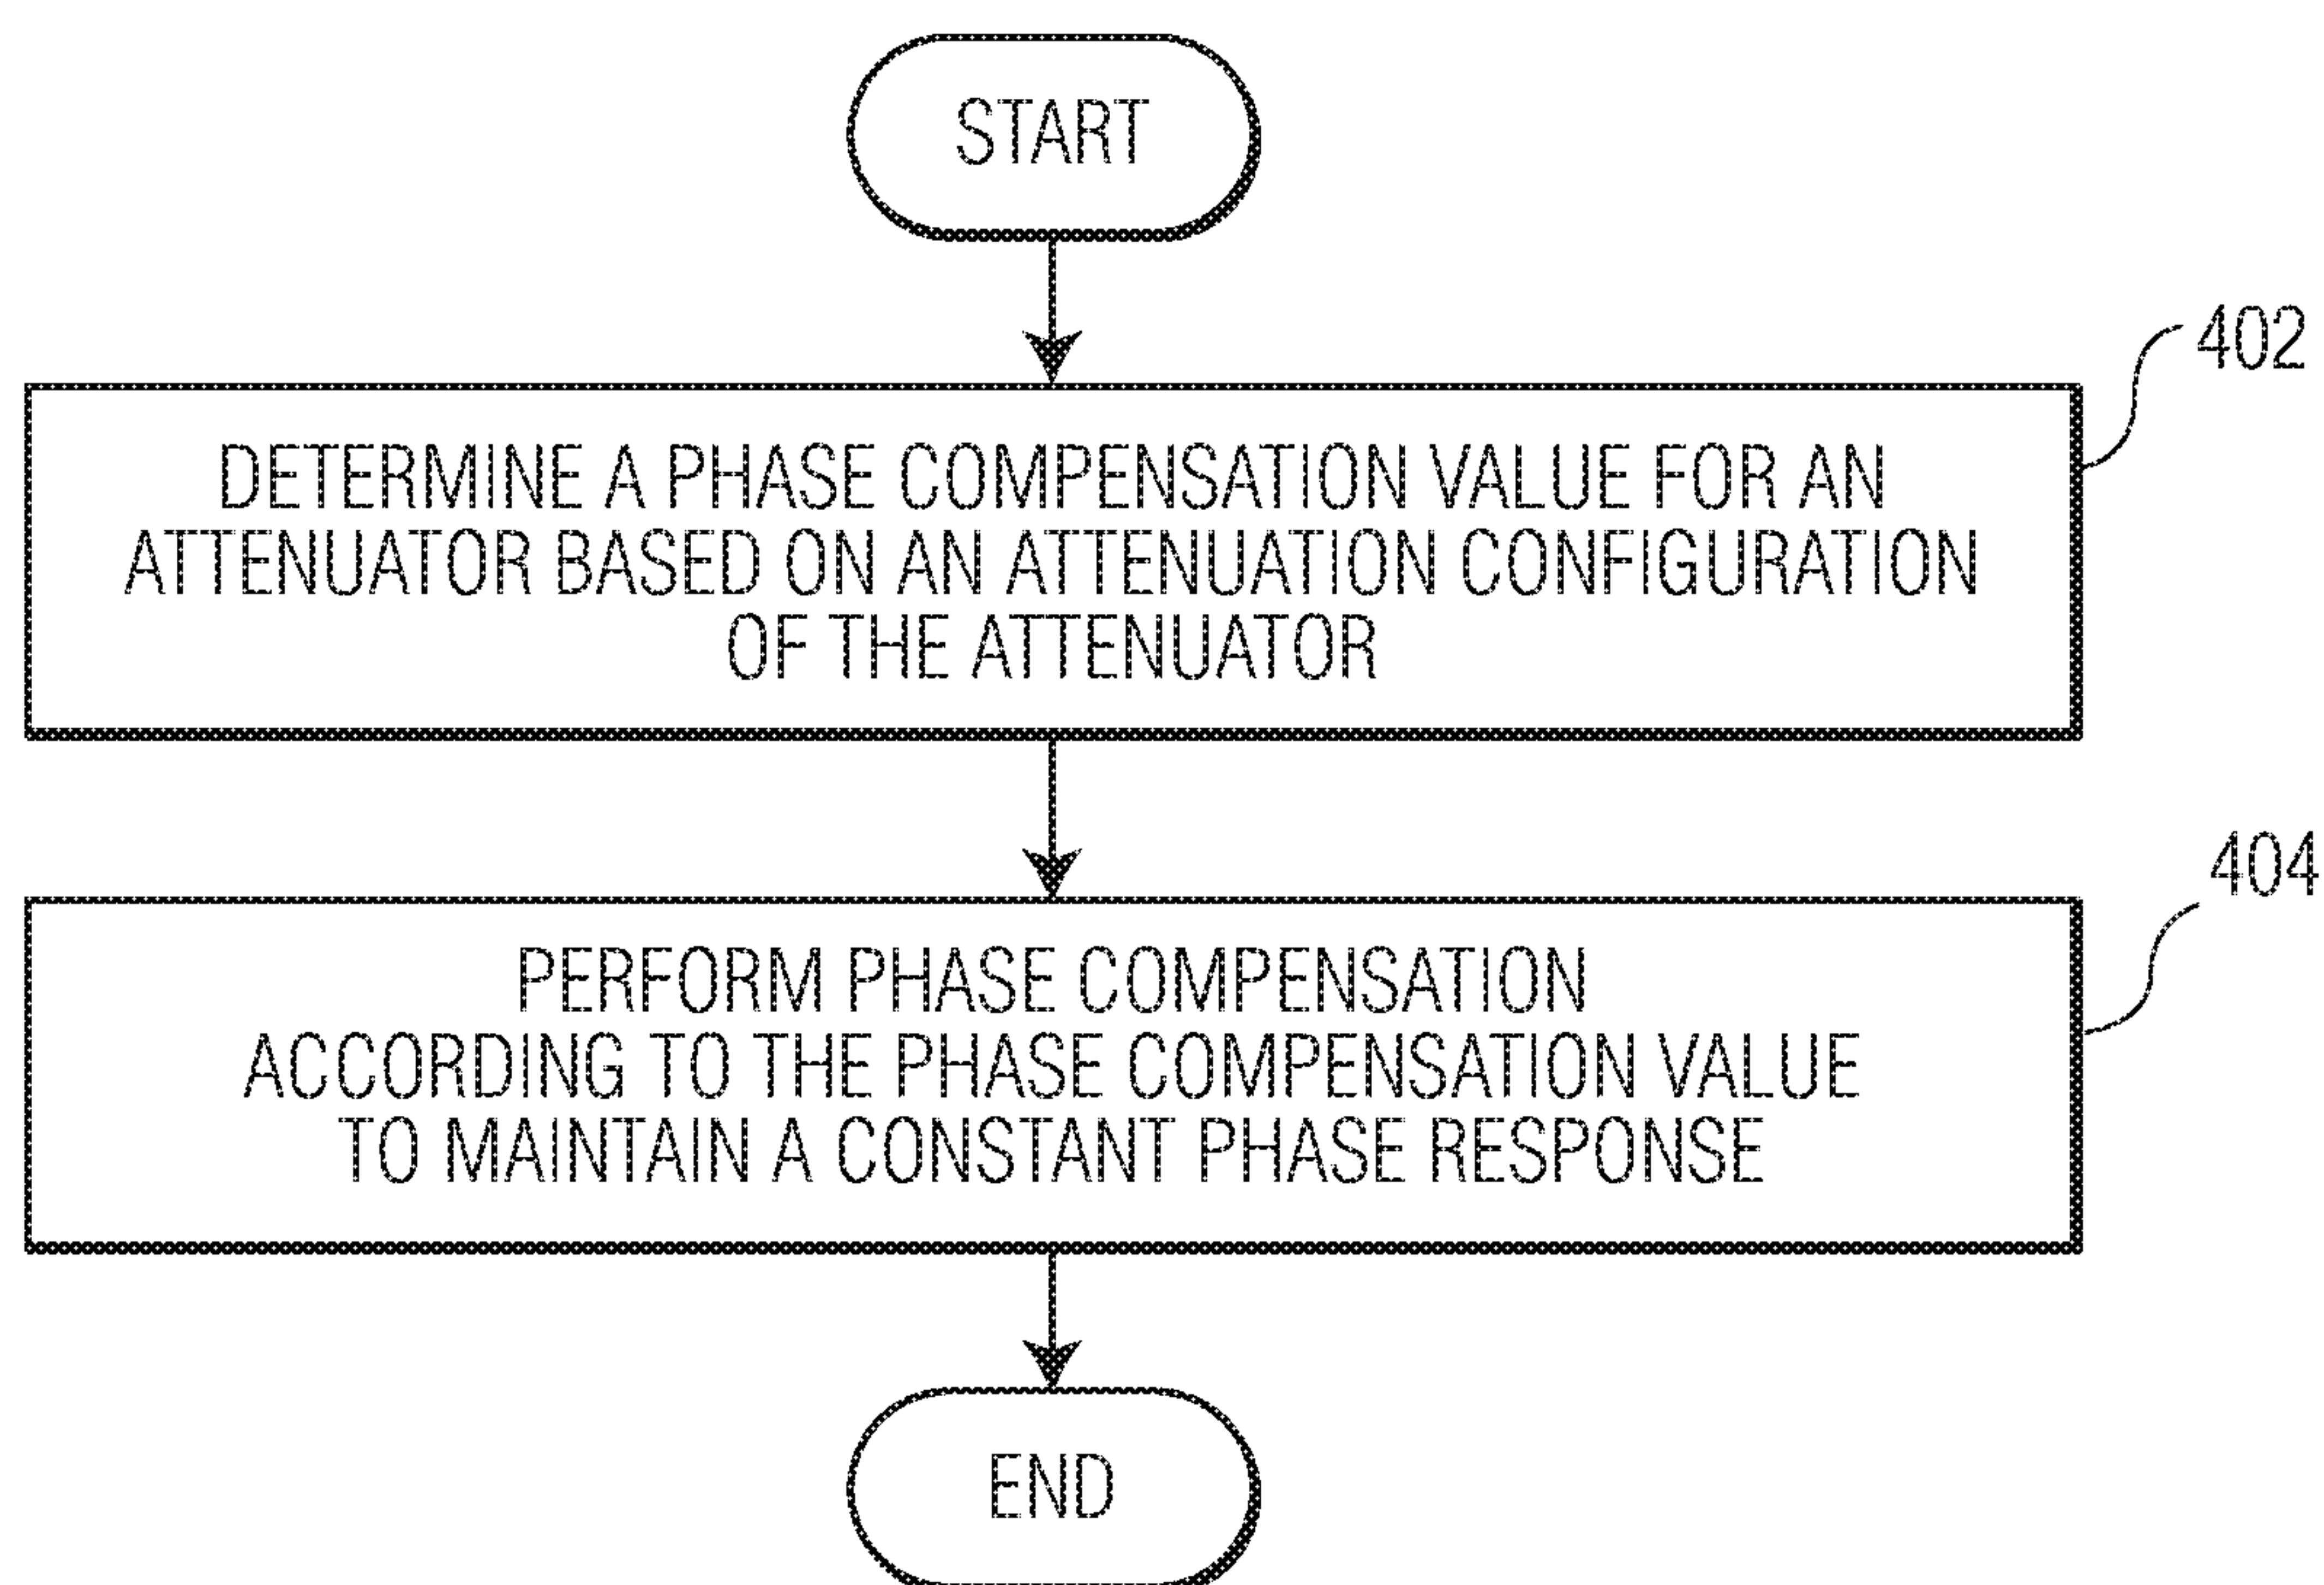 START
402
DETERMINE A PHASE COMPENSATION VALUE FOR AN
ATTENUATOR BASED ON AN ATTENUATION CONFIGURATION
OF THE ATTENUATOR
404
PERFORM PHASE COMPENSATION
ACCORDING TO THE PHASE COMPENSATION VALUE
TO MAINTAIN A CONSTANT PHASE RESPONSE
END